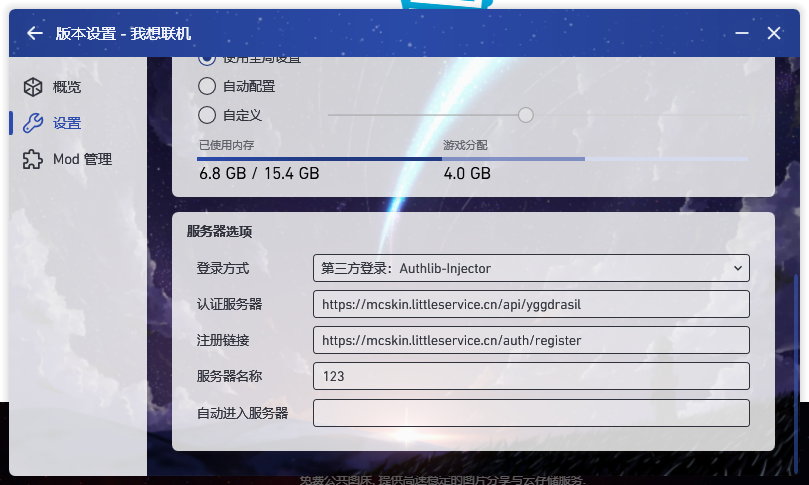 版本设置 - 我想联机
概览
设置
Mod 管理
使用全局设置
自动配置
自定义
已使用内存 游戏分配
6.8 GB / 15.4 GB 4.0 GB
服务器选项
登录方式 第三方登录：Authlib-Injector
认证服务器 https://mcskin.littleservice.cn/api/yggdrasil
注册链接 https://mcskin.littleservice.cn/auth/register
服务器名称 123
自动进入服务器
免费公共图床, 提供高速稳定的图片分享与云存储服务.